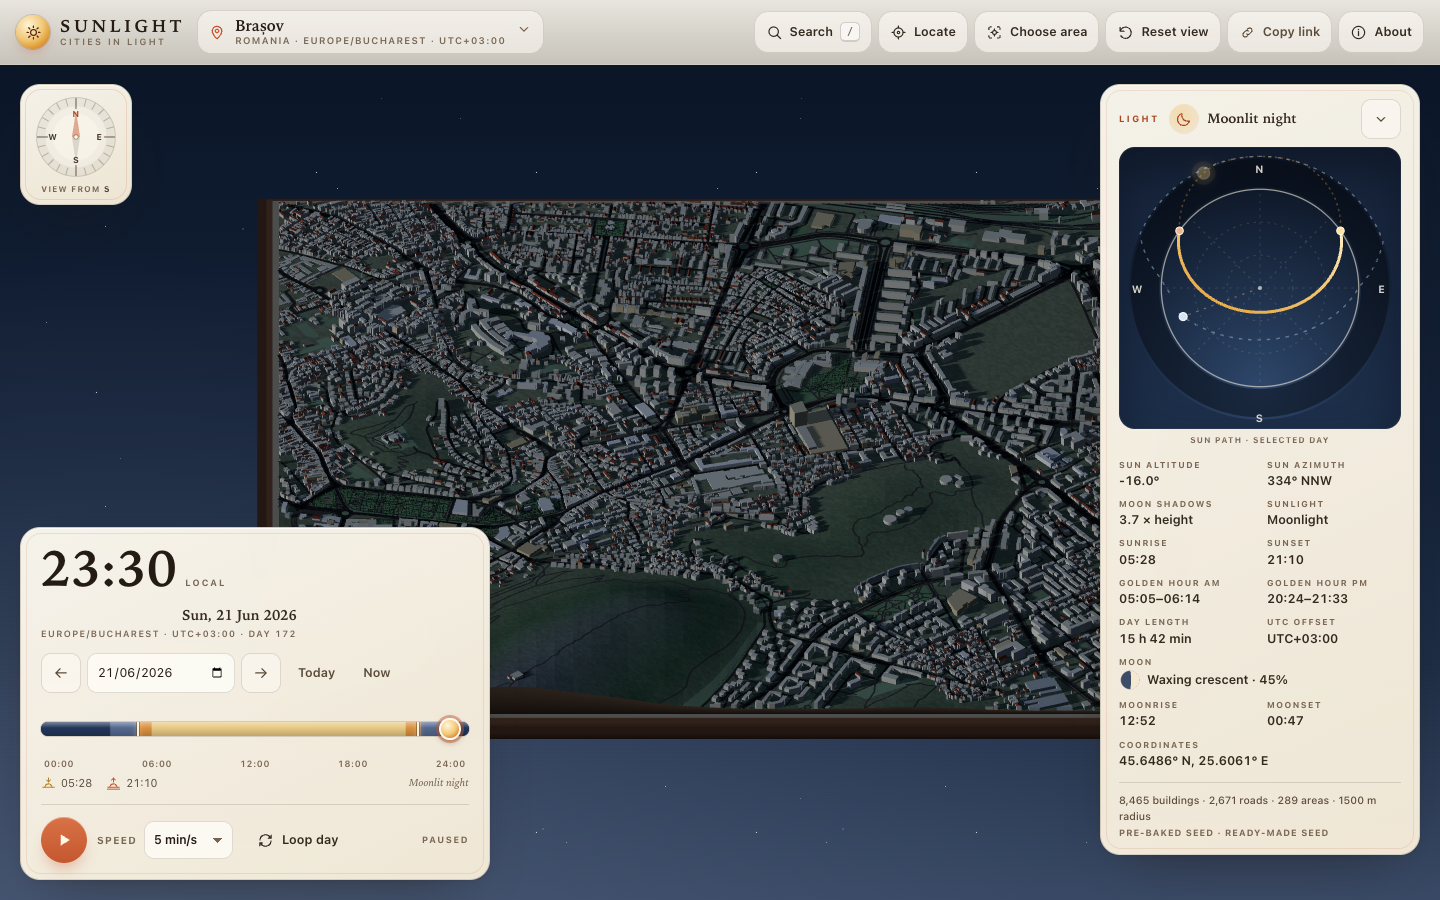 SUNLIGHT
CITIES IN LIGHT
Brașov
ROMANIA · EUROPE/BUCHAREST · UTC+03:00
Search /
Locate
Choose area
Reset view
Copy link
About
N
W E
S
VIEW FROM S
LIGHT Moonlit night
N
W E
S
SUN PATH · SELECTED DAY
SUN ALTITUDE SUN AZIMUTH
-16.0° 334° NNW
MOON SHADOWS SUNLIGHT
3.7 × height Moonlight
SUNRISE SUNSET
05:28 21:10
GOLDEN HOUR AM GOLDEN HOUR PM
05:05–06:14 20:24–21:33
DAY LENGTH UTC OFFSET
15 h 42 min UTC+03:00
MOON
Waxing crescent · 45%
MOONRISE MOONSET
12:52 00:47
COORDINATES
45.6486° N, 25.6061° E
8,465 buildings · 2,671 roads · 289 areas · 1500 m
radius
PRE-BAKED SEED · READY-MADE SEED
23:30 LOCAL
Sun, 21 Jun 2026
EUROPE/BUCHAREST · UTC+03:00 · DAY 172
21/06/2026 Today Now
00:00 06:00 12:00 18:00 24:00
05:28 21:10 Moonlit night
SPEED 5 min/s Loop day PAUSED